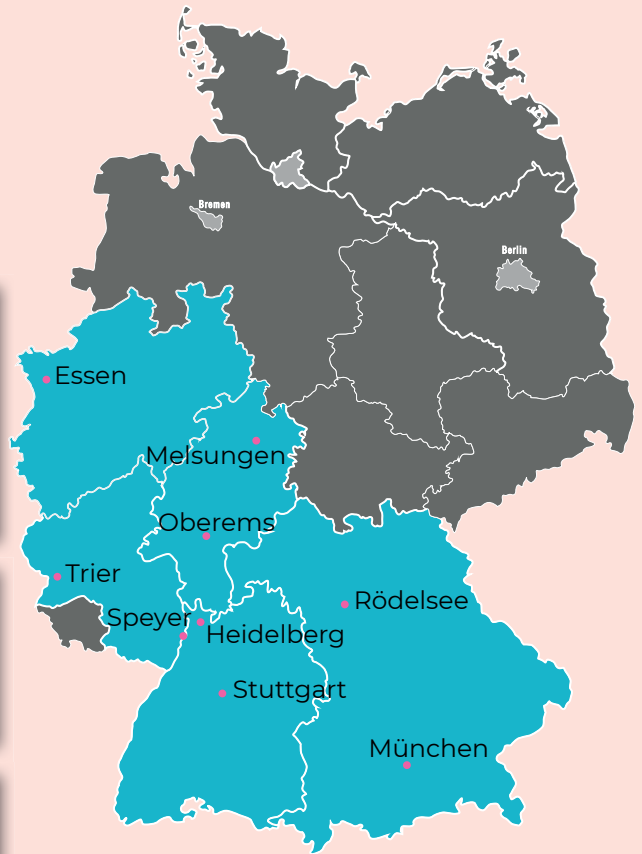 Bremen
Berlin
Essen
Melsungen
Oberems
Trier
Rödelsee
Speyer
Heidelberg
Stuttgart
München